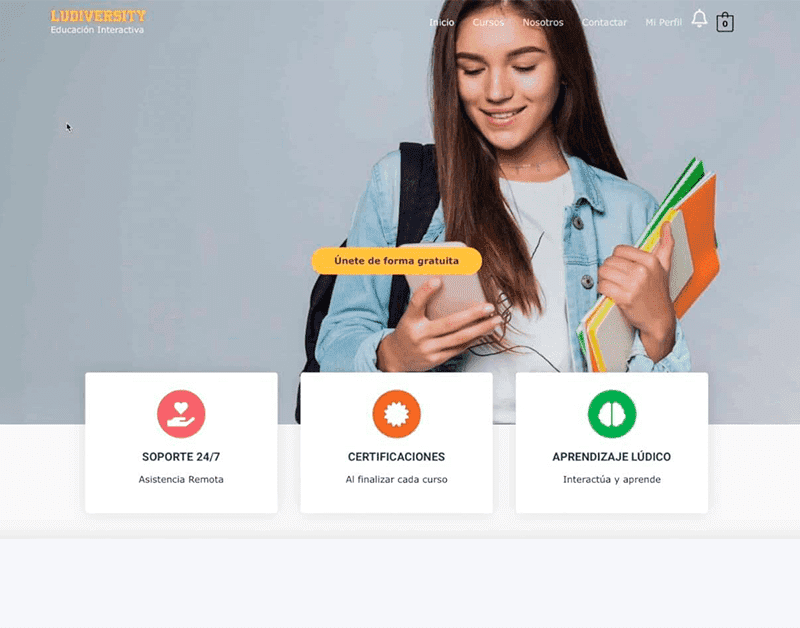 LUDIVERSITY
Educación Interactiva
Inicio Cursos Nosotros Contactar Mi Perfil 0
Únete de forma gratuita
SOPORTE 24/7
Asistencia Remota
CERTIFICACIONES
Al finalizar cada curso
APRENDIZAJE LÚDICO
Interactúa y aprende